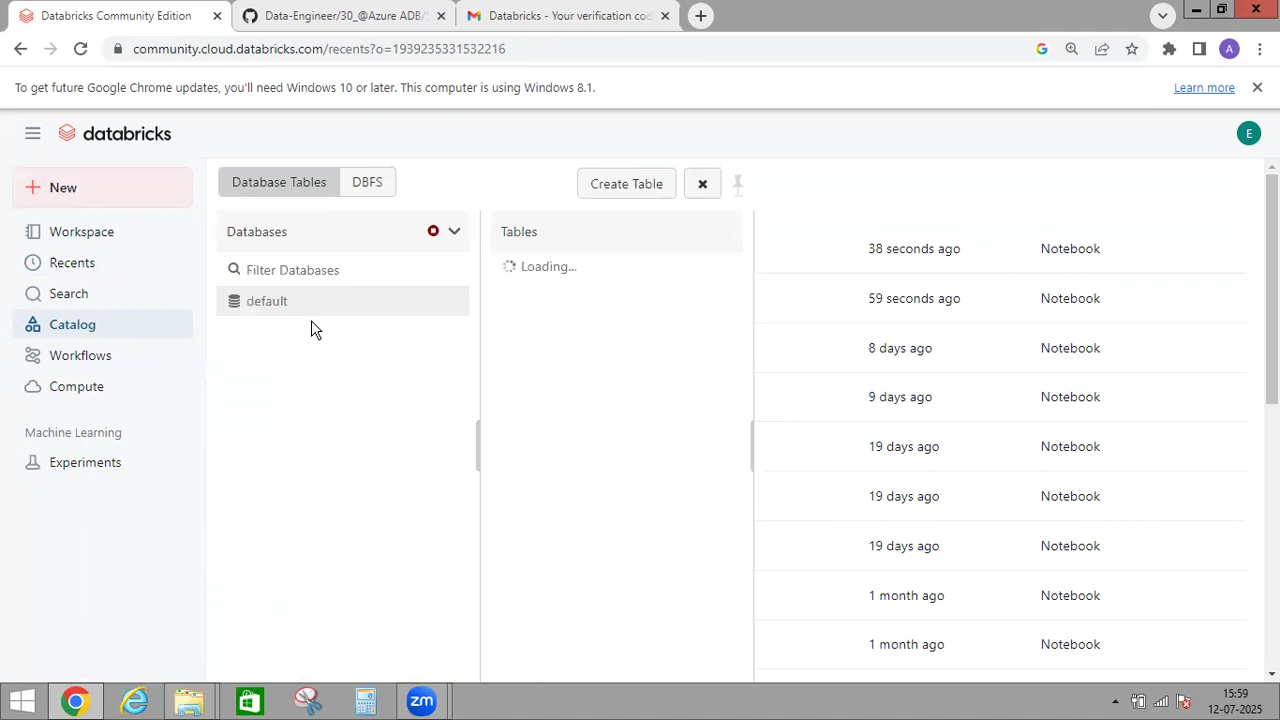 Databricks Community Edition
Data-Engineer/30_@Azure ADB/
Databricks - Your verification cod
community.cloud.databricks.com/recents?o=1939235331532216
A
To get future Google Chrome updates, you'll need Windows 10 or later. This computer is using Windows 8.1.
Learn more
databricks
E
New
Database Tables
DBFS
Create Table
Workspace
Databases
Tables
38 seconds ago
Notebook
Recents
Filter Databases
Loading...
Search
default
59 seconds ago
Notebook
Catalog
8 days ago
Notebook
Workflows
Compute
9 days ago
Notebook
Machine Learning
19 days ago
Notebook
Experiments
19 days ago
Notebook
19 days ago
Notebook
1 month ago
Notebook
1 month ago
Notebook
zm
15:59
12-07-2025